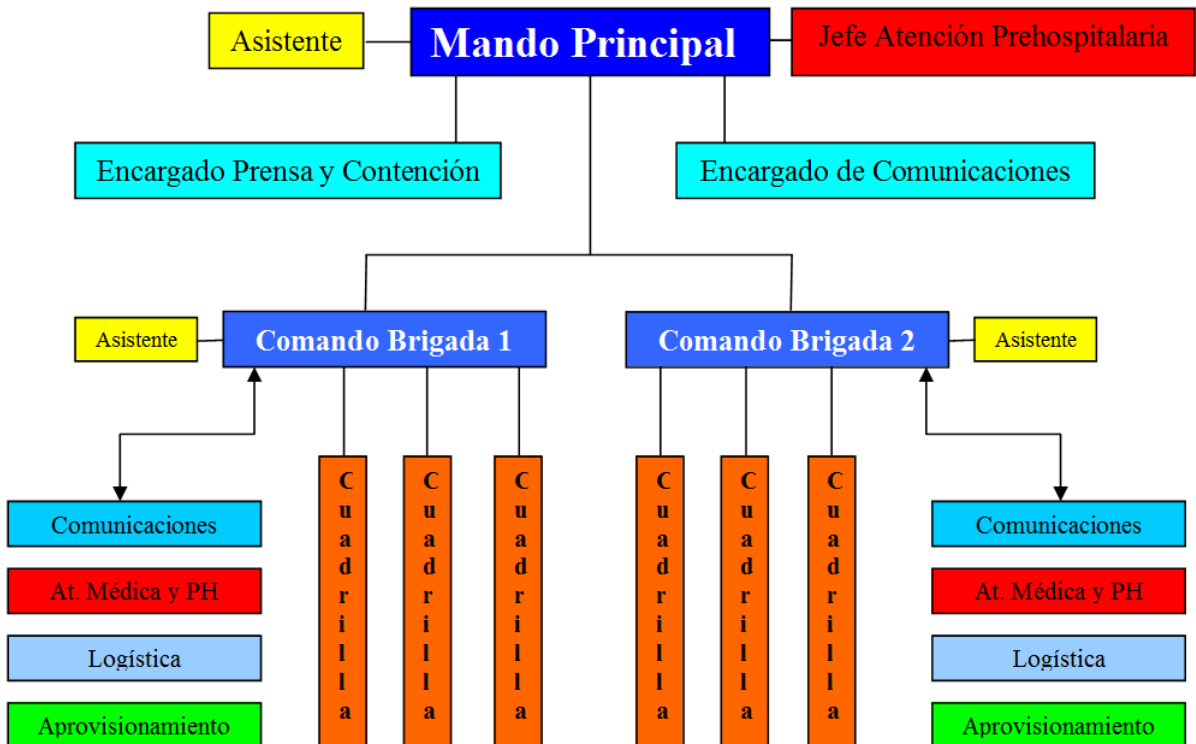 Asistente
Mando Principal
Jefe Atención Prehospitalaria
Encargado Prensa y Contención
Encargado de Comunicaciones
Asistente
Comando Brigada 1
Comando Brigada 2
Asistente
Comunicaciones
At. Médica y PH
Logística
Aprovisionamiento
Cuadrilla
Cuadrilla
Cuadrilla
Cuadrilla
Cuadrilla
Cuadrilla
Comunicaciones
At. Médica y PH
Logística
Aprovisionamiento